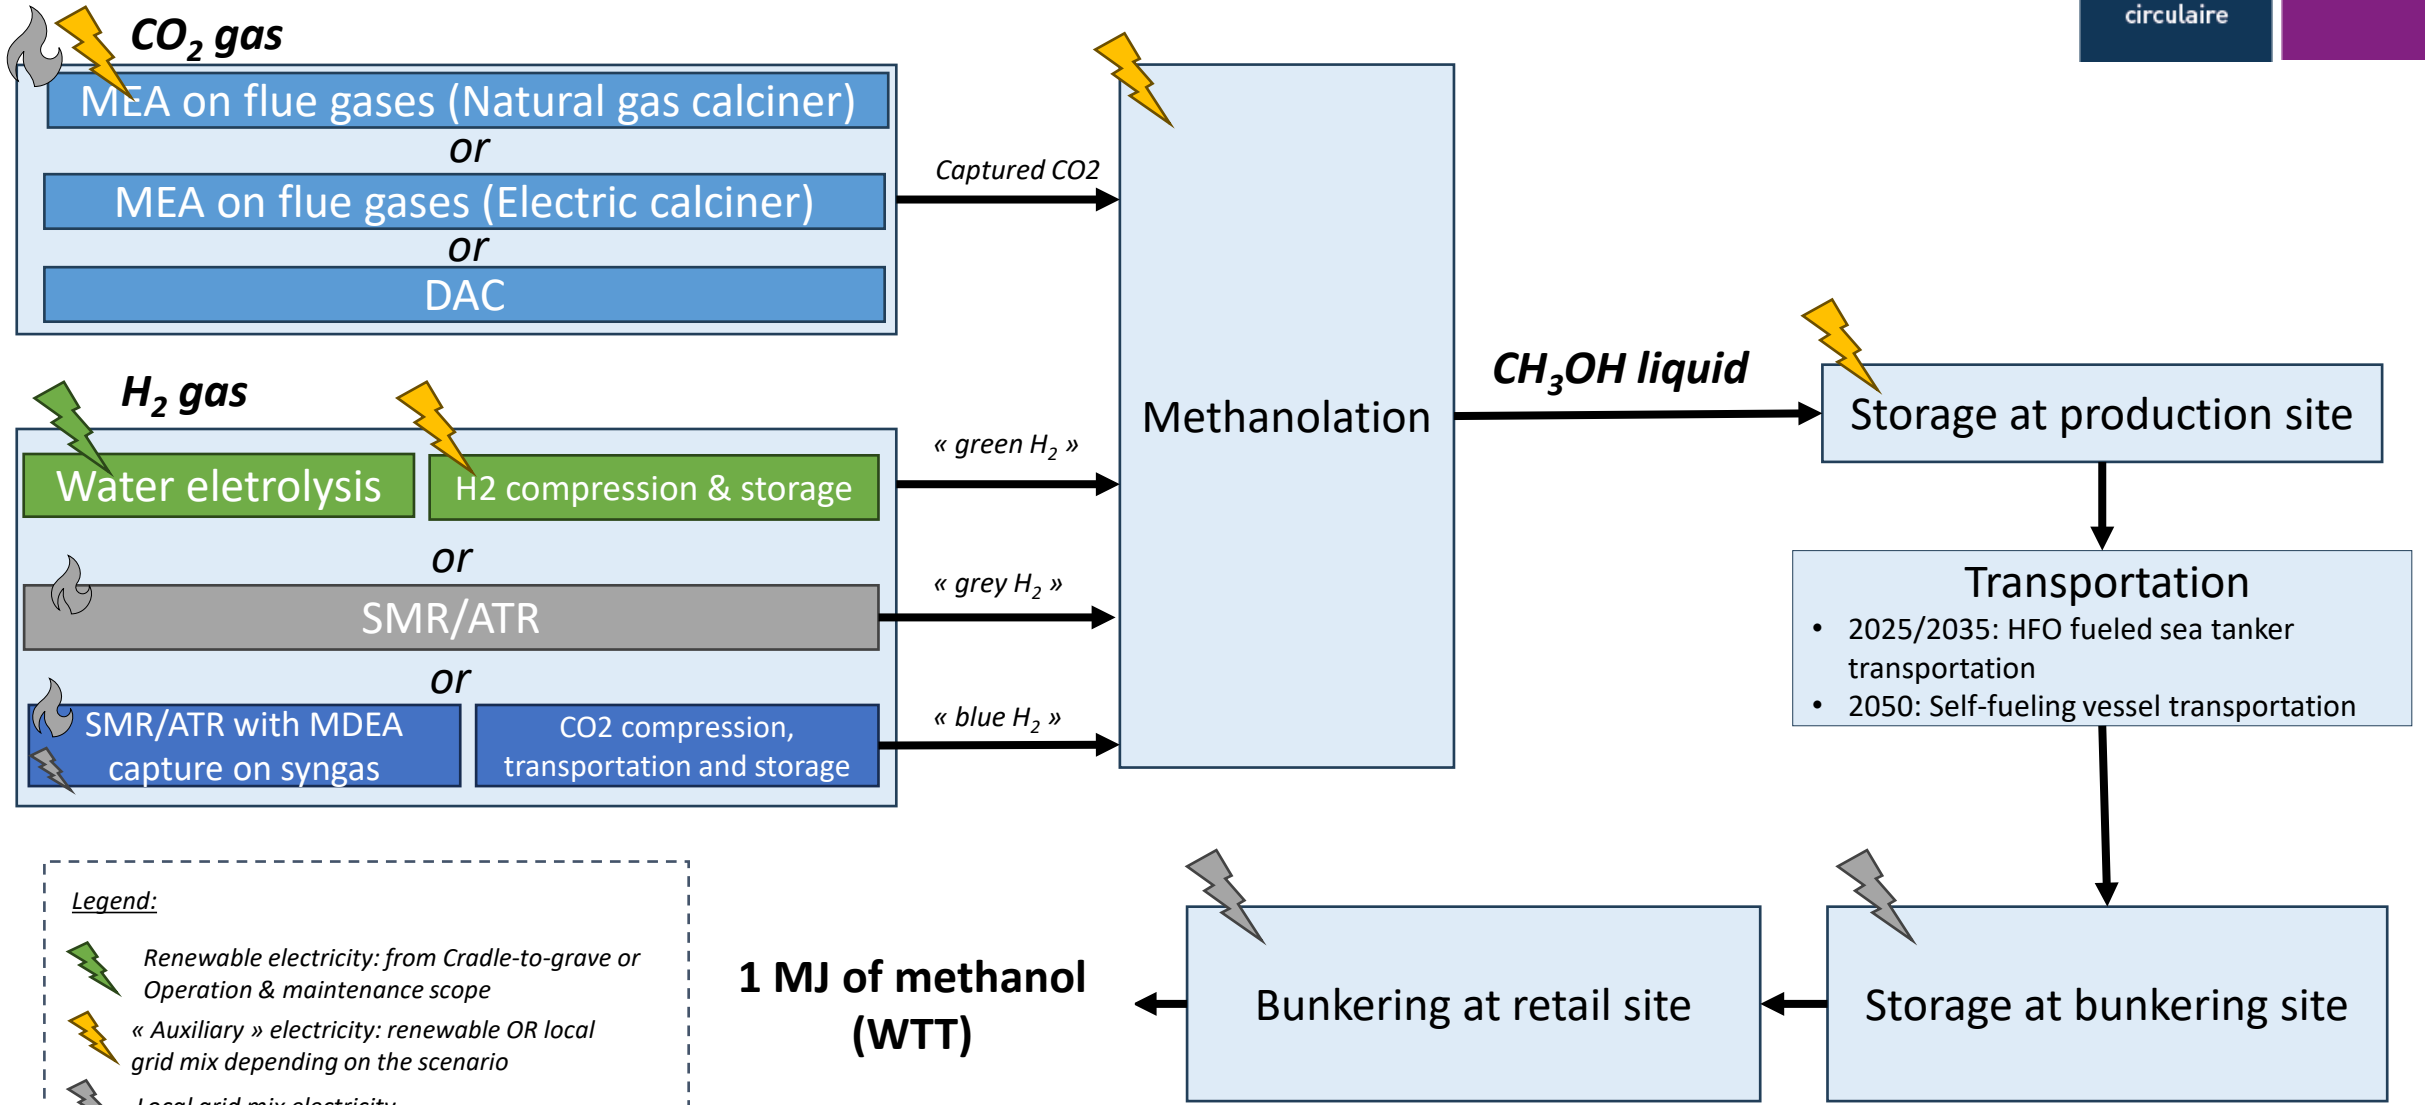 circulaire
CO2 gas
MEA on flue gases (Natural gas calciner)
or
MEA on flue gases (Electric calciner)
or
DAC
Captured CO2
H2 gas
Water eletrolysis
H2 compression & storage
or
SMR/ATR
or
SMR/ATR with MDEA
capture on syngas
CO2 compression,
transportation and storage
« green H2 »
« grey H2 »
« blue H2 »
Methanolation
CH3OH liquid
Storage at production site
Transportation
• 2025/2035: HFO fueled sea tanker
transportation
• 2050: Self-fueling vessel transportation
Storage at bunkering site
Bunkering at retail site
1 MJ of methanol
(WTT)
Legend:
Renewable electricity: from Cradle-to-grave or
Operation & maintenance scope
« Auxiliary » electricity: renewable OR local
grid mix depending on the scenario
Local grid mix electricity